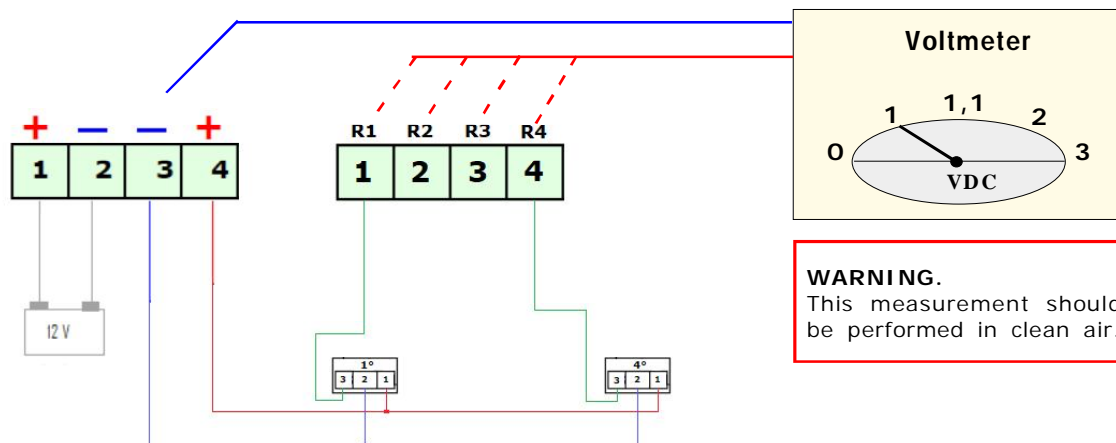 Voltmeter
0 1 1,1 2 3
VDC
+ − − +
1 2 3 4
R1 R2 R3 R4
1 2 3 4
WARNING.
This measurement should
be performed in clean air.
12 V
1°
3 2 1
4°
3 2 1